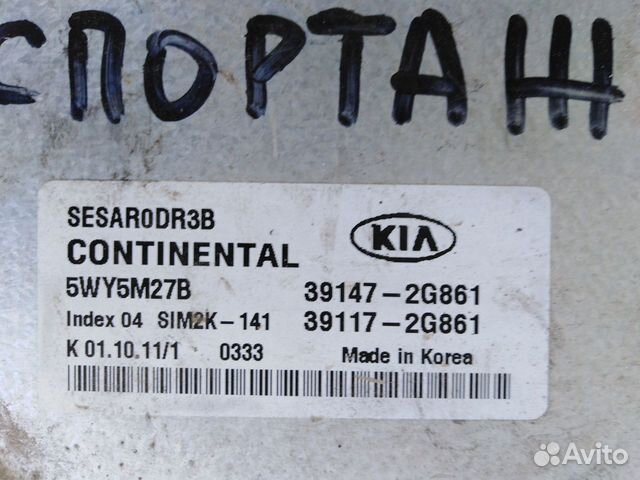 СПОРТАЖ
SESAR0DR3B
CONTINENTAL
KIA
5WY5M27B 39147-2G861
Index 04 SIM2K-141 39117-2G861
K 01.10.11/1 0333 Made in Korea
Avito